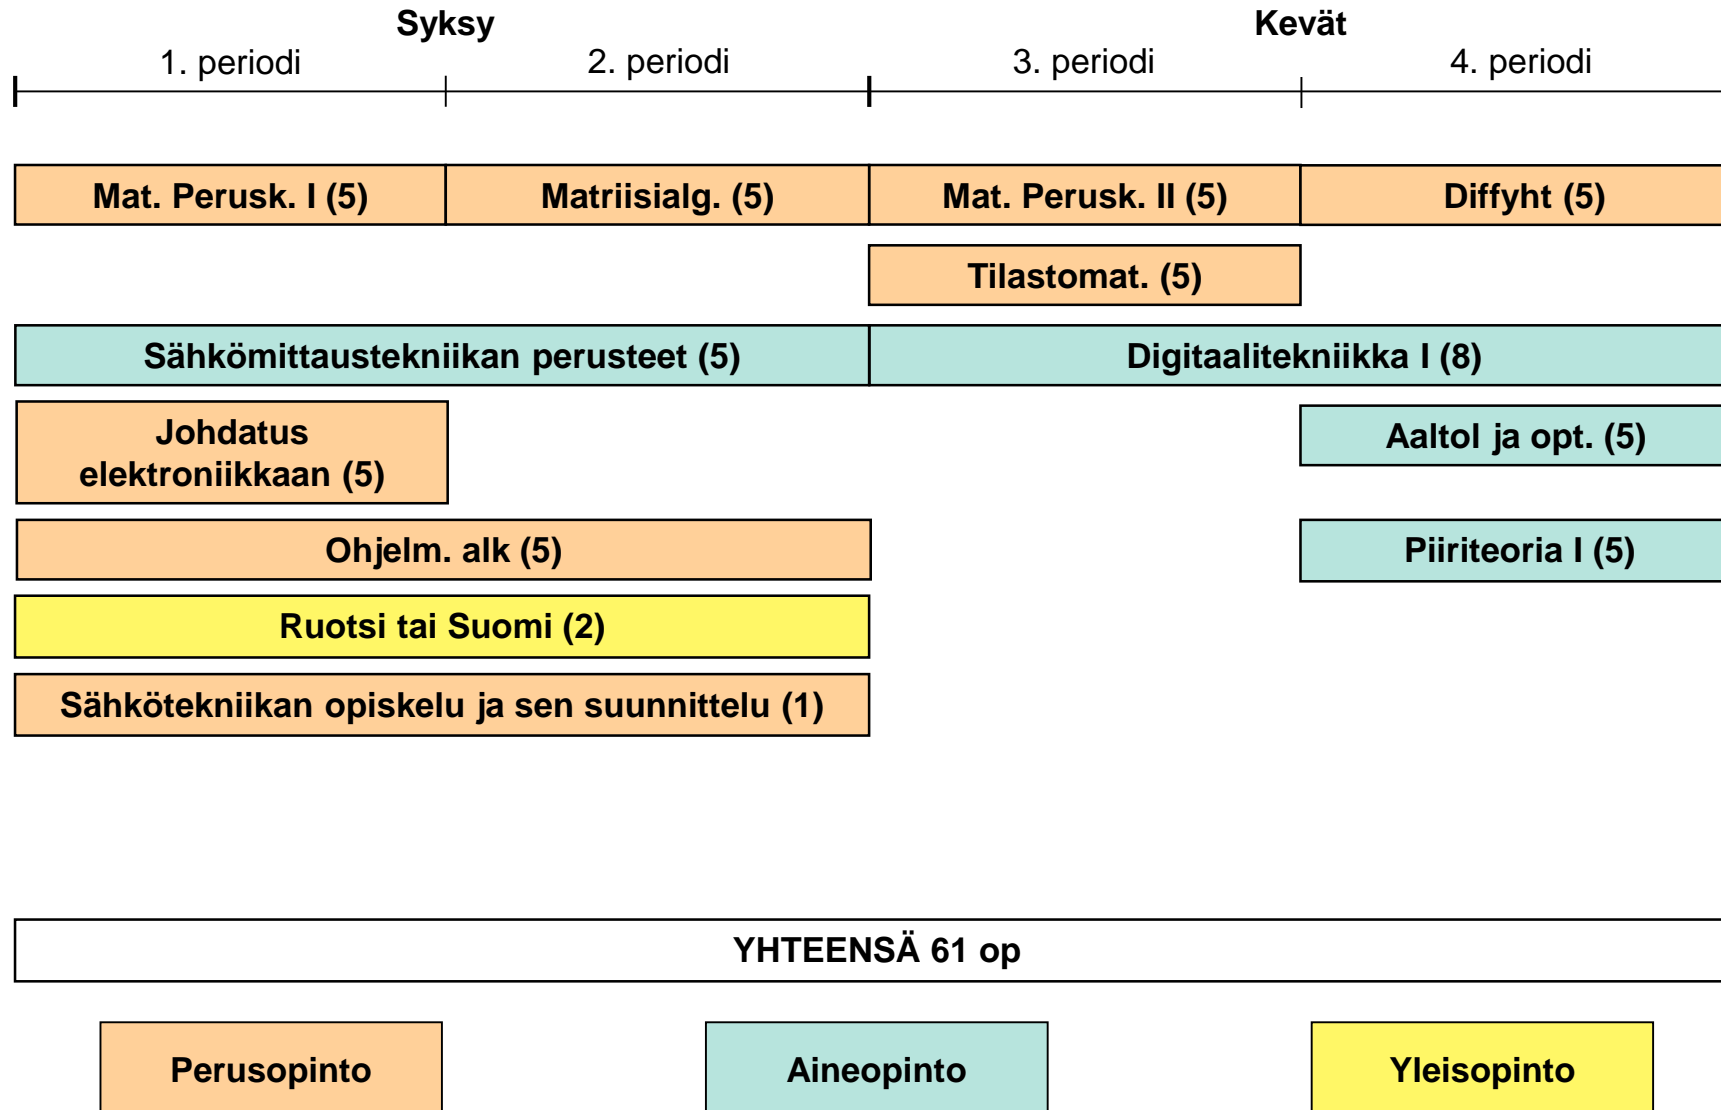 Syksy
Kevät
1. periodi
2. periodi
3. periodi
4. periodi
Mat. Perusk. I (5)
Matriisialg. (5)
Mat. Perusk. II (5)
Diffyht (5)
Tilastomat. (5)
Sähkömittaustekniikan perusteet (5)
Digitaalitekniikka I (8)
Johdatus
elektroniikkaan (5)
Aaltol ja opt. (5)
Ohjelm. alk (5)
Piiriteoria I (5)
Ruotsi tai Suomi (2)
Sähkötekniikan opiskelu ja sen suunnittelu (1)
YHTEENSÄ 61 op
Perusopinto
Aineopinto
Yleisopinto